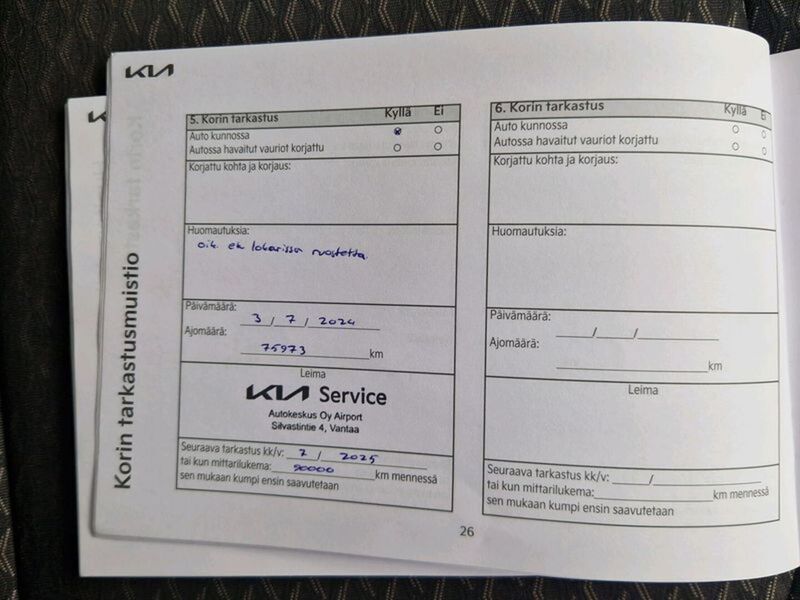 KIA
Korin tarkastusmuistio
5. Korin tarkastus Kyllä Ei
Auto kunnossa
Autossa havaitut vauriot korjattu
Korjattu kohta ja korjaus:
Huomautuksia:
oik. et. lokarissa ruostetta.
Päivämäärä:
3 / 7 / 2024
Ajomäärä:
75973 km
Leima
KIA Service
Autokeskus Oy Airport
Silvastintie 4, Vantaa
Seuraava tarkastus kk/v: 7 / 2025
tai kun mittarilukema: 90000 km mennessä
sen mukaan kumpi ensin saavutetaan
6. Korin tarkastus Kyllä Ei
Auto kunnossa
Autossa havaitut vauriot korjattu
Korjattu kohta ja korjaus:
Huomautuksia:
Päivämäärä:
/ /
Ajomäärä:
km
Leima
Seuraava tarkastus kk/v: /
tai kun mittarilukema: km mennessä
sen mukaan kumpi ensin saavutetaan
26